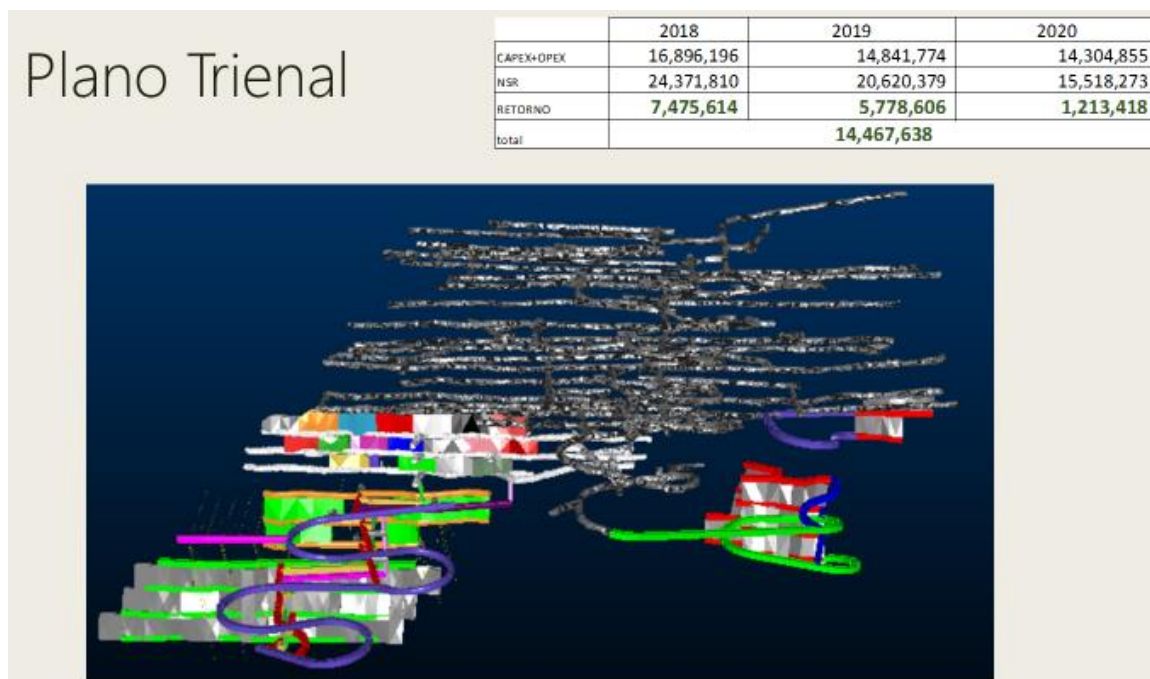 Plano Trienal
2018 2019 2020
CAPEX+OPEX 16,896,196 14,841,774 14,304,855
NSR 24,371,810 20,620,379 15,518,273
RETORNO 7,475,614 5,778,606 1,213,418
total 14,467,638